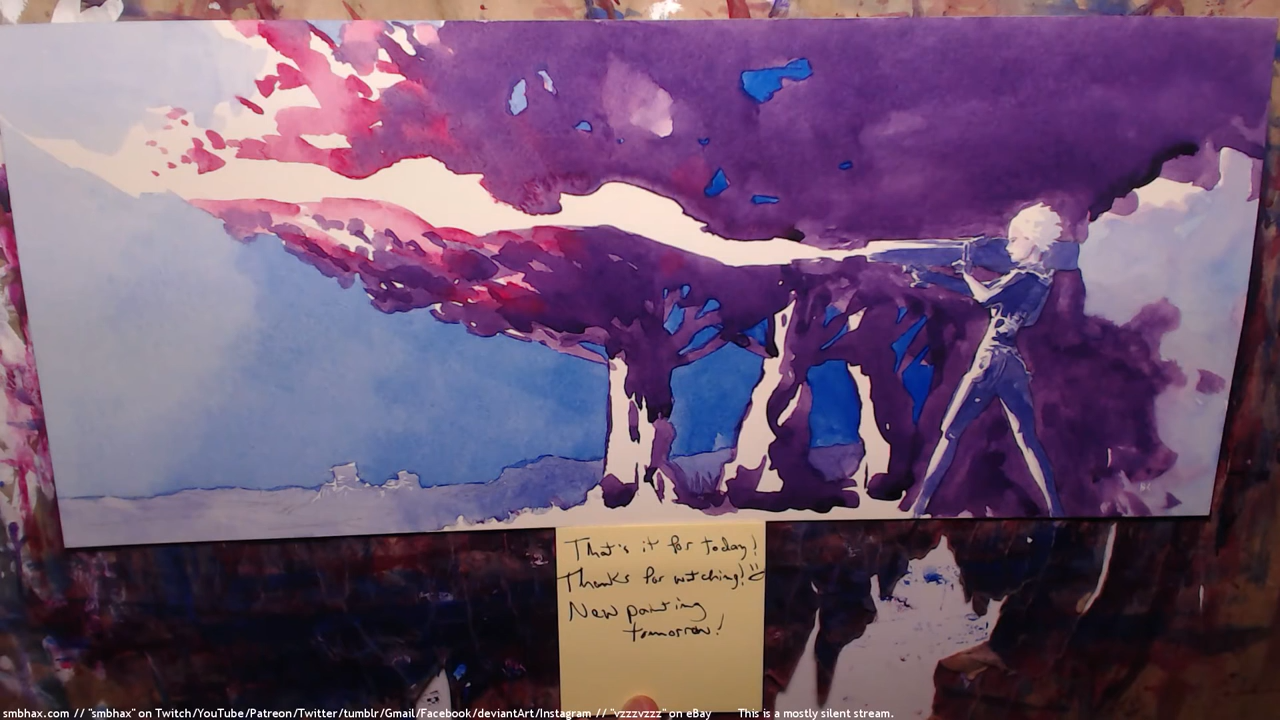 That's it for today!
Thanks for watching!
New painting
tomorrow!
smbhax.com // "smbhax" on Twitch/YouTube/Patreon/Twitter/tumblr/Gmail/Facebook/deviantArt/Instagram // "vzzzvzzz" on eBay This is a mostly silent stream.